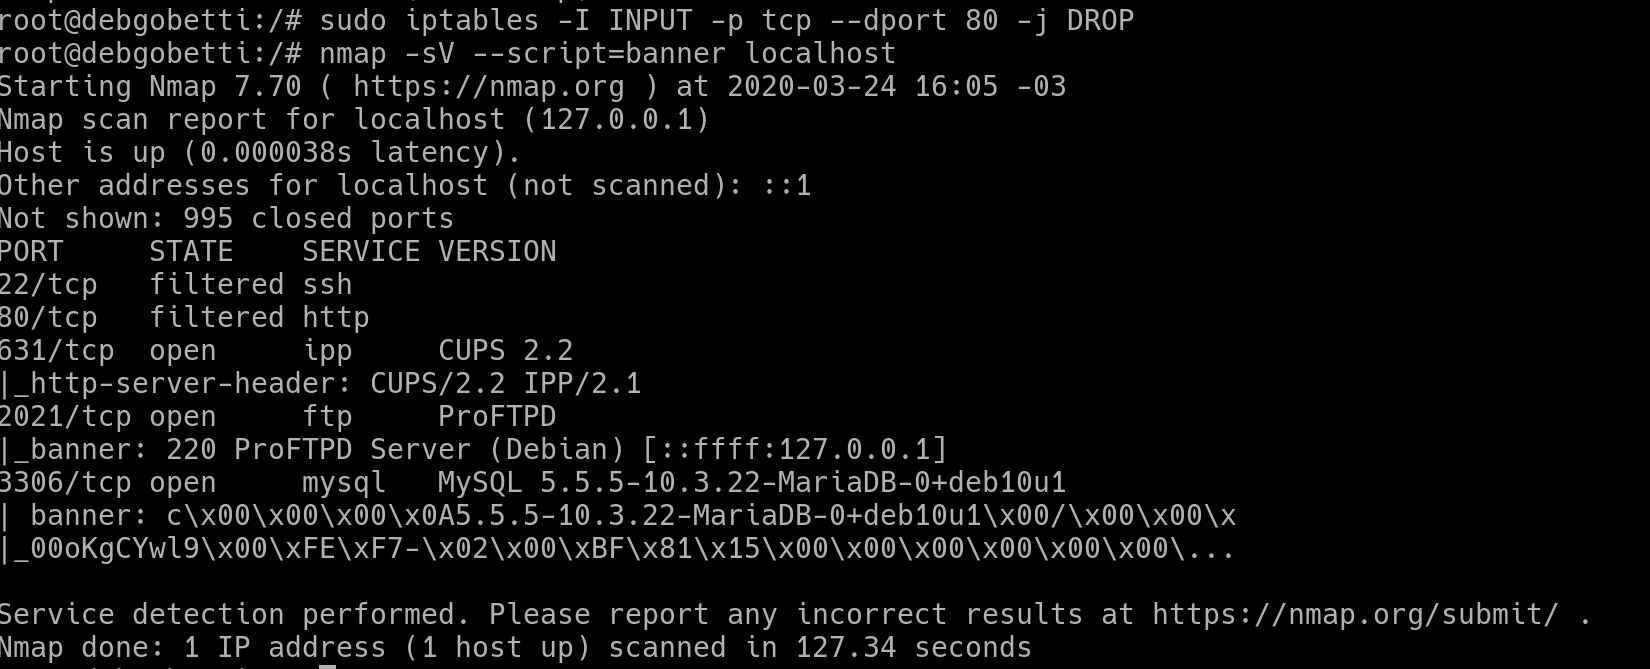 root@debgobetti:/# sudo iptables -I INPUT -p tcp --dport 80 -j DROP
root@debgobetti:/# nmap -sV --script=banner localhost
Starting Nmap 7.70 ( https://nmap.org ) at 2020-03-24 16:05 -03
Nmap scan report for localhost (127.0.0.1)
Host is up (0.000038s latency).
Other addresses for localhost (not scanned): ::1
Not shown: 995 closed ports
PORT     STATE    SERVICE VERSION
22/tcp   filtered ssh
80/tcp   filtered http
631/tcp  open     ipp     CUPS 2.2
|_http-server-header: CUPS/2.2 IPP/2.1
2021/tcp open     ftp     ProFTPD
|_banner: 220 ProFTPD Server (Debian) [::ffff:127.0.0.1]
3306/tcp open     mysql   MySQL 5.5.5-10.3.22-MariaDB-0+deb10u1
| banner: c\x00\x00\x00\x0A5.5.5-10.3.22-MariaDB-0+deb10u1\x00/\x00\x00\x
|_00oKgCYwl9\x00\xFE\xF7-\x02\x00\xBF\x81\x15\x00\x00\x00\x00\x00\x00\...
Service detection performed. Please report any incorrect results at https://nmap.org/submit/ .
Nmap done: 1 IP address (1 host up) scanned in 127.34 seconds